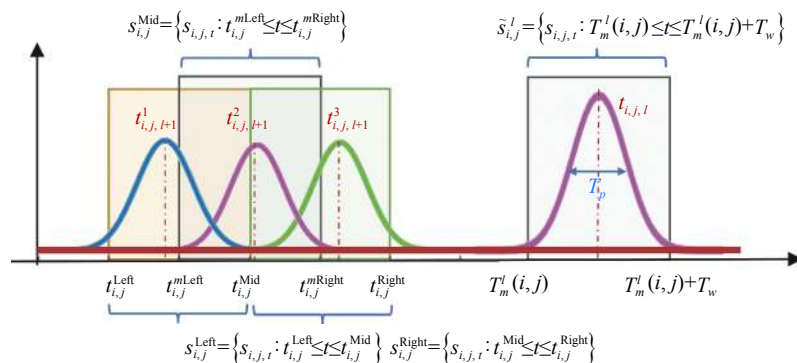 s_{i,j}^{Mid}={s_{i,j,t}: t_{i,j}^{mLeft}≤t≤t_{i,j}^{mRight}}
s̃_{i,j}^{l}={s_{i,j,t}: T_m^l(i,j)≤t≤T_m^l(i,j)+T_w}
t_{i,j,l+1}^{1} t_{i,j,l+1}^{2} t_{i,j,l+1}^{3} t_{i,j,l}
T_p
t_{i,j}^{Left} t_{i,j}^{mLeft} t_{i,j}^{Mid} t_{i,j}^{mRight} t_{i,j}^{Right} T_m^l(i,j) T_m^l(i,j)+T_w
s_{i,j}^{Left}={s_{i,j,t}: t_{i,j}^{Left}≤t≤t_{i,j}^{Mid}} s_{i,j}^{Right}={s_{i,j,t}: t_{i,j}^{Mid}≤t≤t_{i,j}^{Right}}